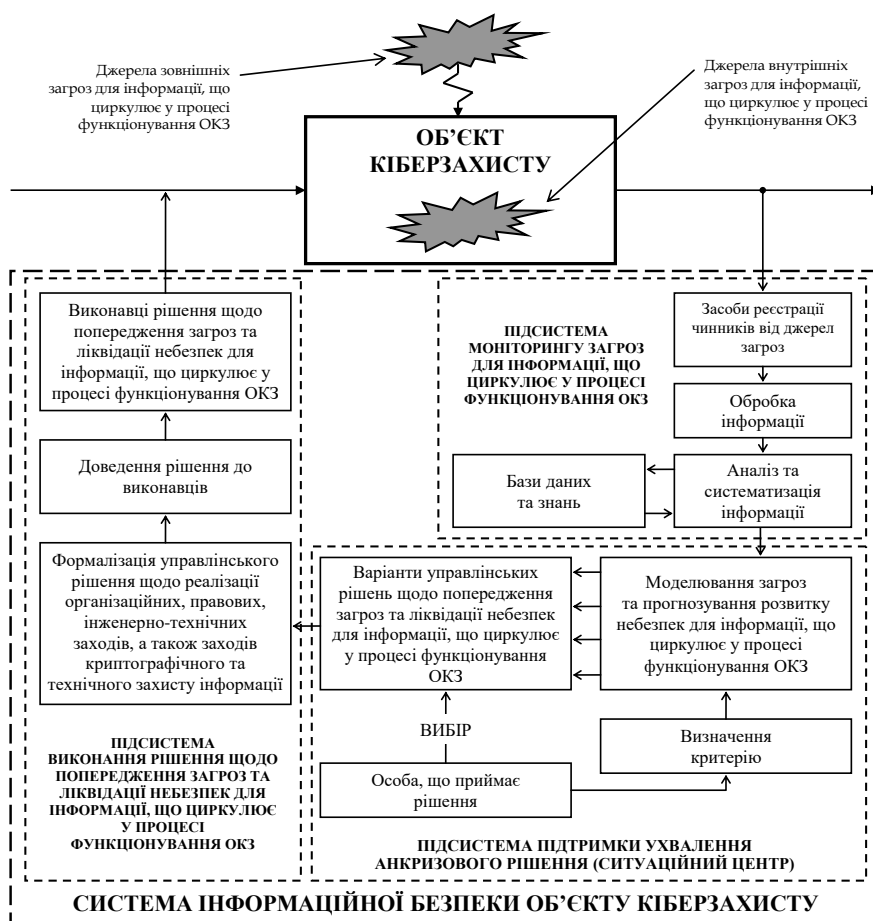 Джерела зовнішніх
загроз для інформації, що
циркулює у процесі
функціонування ОКЗ
Джерела внутрішніх
загроз для інформації,
що циркулює у процесі
функціонування ОКЗ
ОБ’ЄКТ
КІБЕРЗАХИСТУ
Виконавці рішення щодо
попередження загроз та
ліквідації небезпек для
інформації, що циркулює у
процесі функціонування ОКЗ
Доведення рішення до
виконавців
Формалізація управлінського
рішення щодо реалізації
організаційних, правових,
інженерно-технічних
заходів, а також заходів
криптографічного та
технічного захисту інформації
ПІДСИСТЕМА
ВИКОНАННЯ РІШЕННЯ ЩОДО
ПОПЕРЕДЖЕННЯ ЗАГРОЗ ТА
ЛІКВІДАЦІЇ НЕБЕЗПЕК ДЛЯ
ІНФОРМАЦІЇ, ЩО ЦИРКУЛЮЄ
У ПРОЦЕСІ
ФУНКЦІОНУВАННЯ ОКЗ
ПІДСИСТЕМА
МОНІТОРИНГУ ЗАГРОЗ
ДЛЯ ІНФОРМАЦІЇ, ЩО
ЦИРКУЛЮЄ У ПРОЦЕСІ
ФУНКЦІОНУВАННЯ ОКЗ
Засоби реєстрації
чинників від джерел
загроз
Обробка
інформації
Бази даних
та знань
Аналіз та
систематизація
інформації
Варіанти управлінських
рішень щодо попередження
загроз та ліквідації небезпек
для інформації, що циркулює
у процесі функціонування
ОКЗ
Моделювання загроз
та прогнозування розвитку
небезпек для інформації, що
циркулює у процесі
функціонування ОКЗ
ВИБІР
Визначення
критерію
Особа, що приймає
рішення
ПІДСИСТЕМА ПІДТРИМКИ УХВАЛЕННЯ
АНКРИЗОВОГО РІШЕННЯ (СИТУАЦІЙНИЙ ЦЕНТР)
СИСТЕМА ІНФОРМАЦІЙНОЇ БЕЗПЕКИ ОБ’ЄКТУ КІБЕРЗАХИСТУ